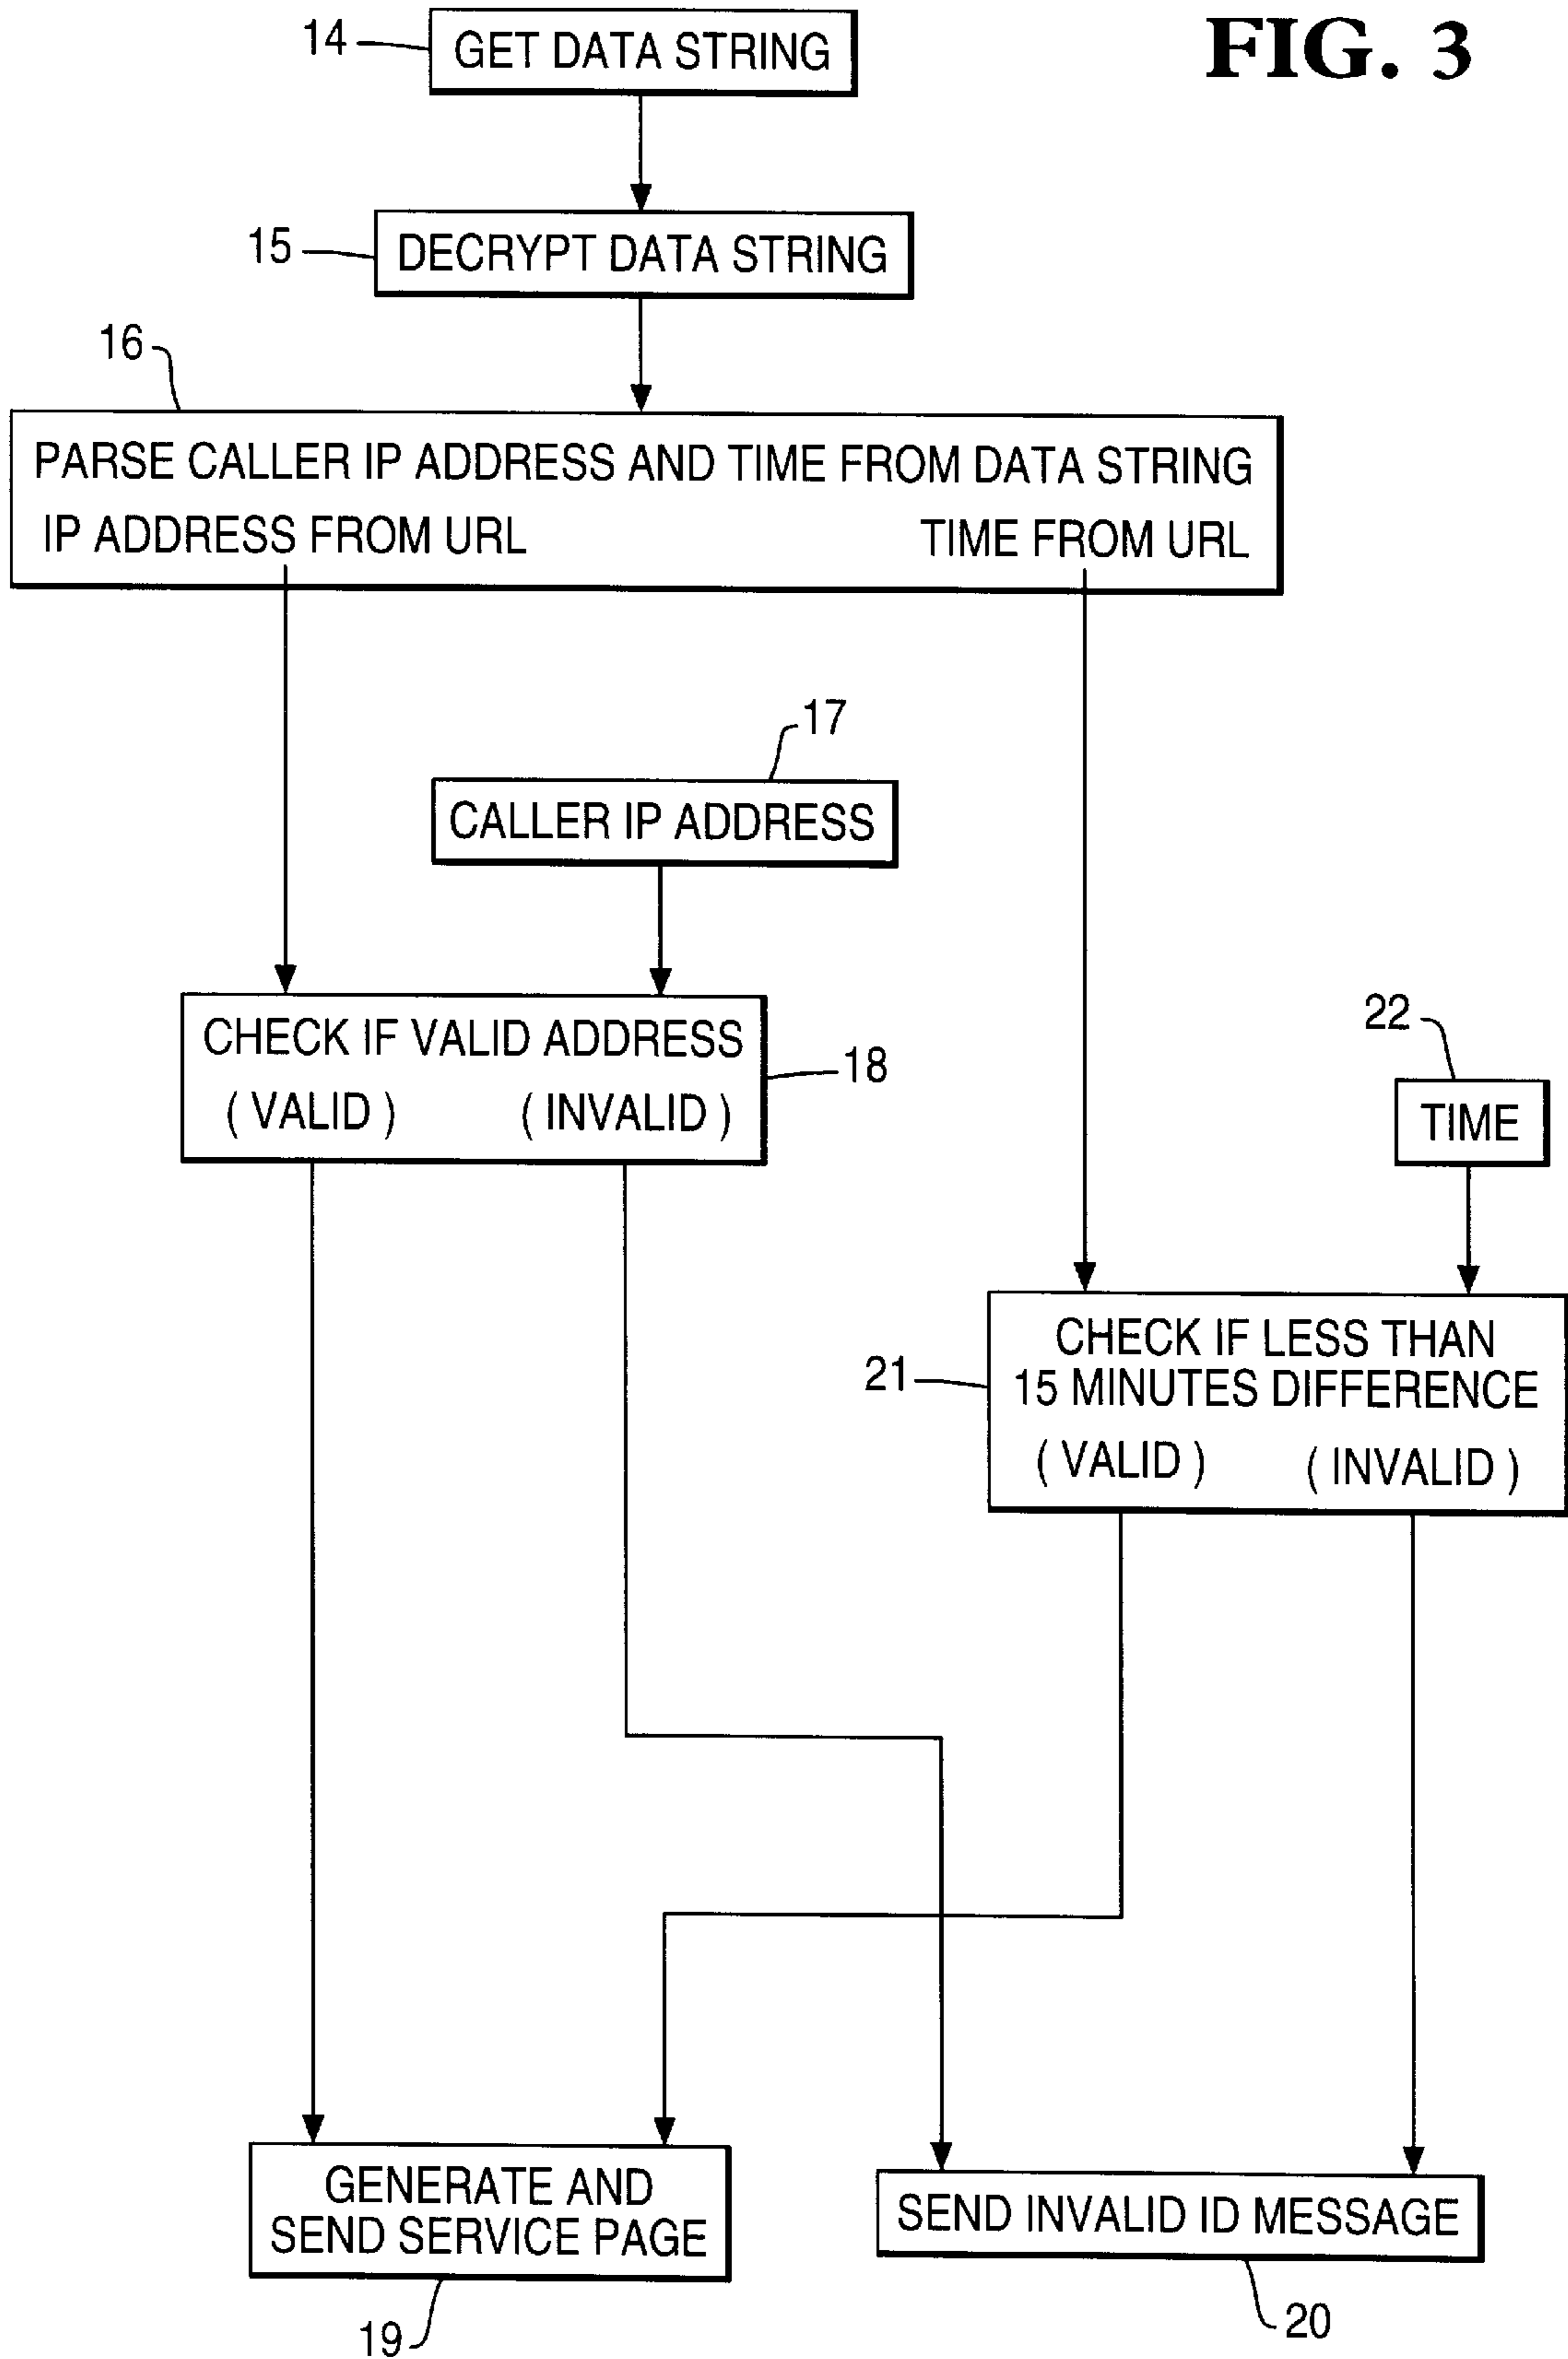 FIG. 3
14
GET DATA STRING
15
DECRYPT DATA STRING
16
PARSE CALLER IP ADDRESS AND TIME FROM DATA STRING
IP ADDRESS FROM URL
TIME FROM URL
17
CALLER IP ADDRESS
CHECK IF VALID ADDRESS
( VALID )
( INVALID )
18
22
TIME
21
CHECK IF LESS THAN
15 MINUTES DIFFERENCE
( VALID )
( INVALID )
GENERATE AND
SEND SERVICE PAGE
19
SEND INVALID ID MESSAGE
20